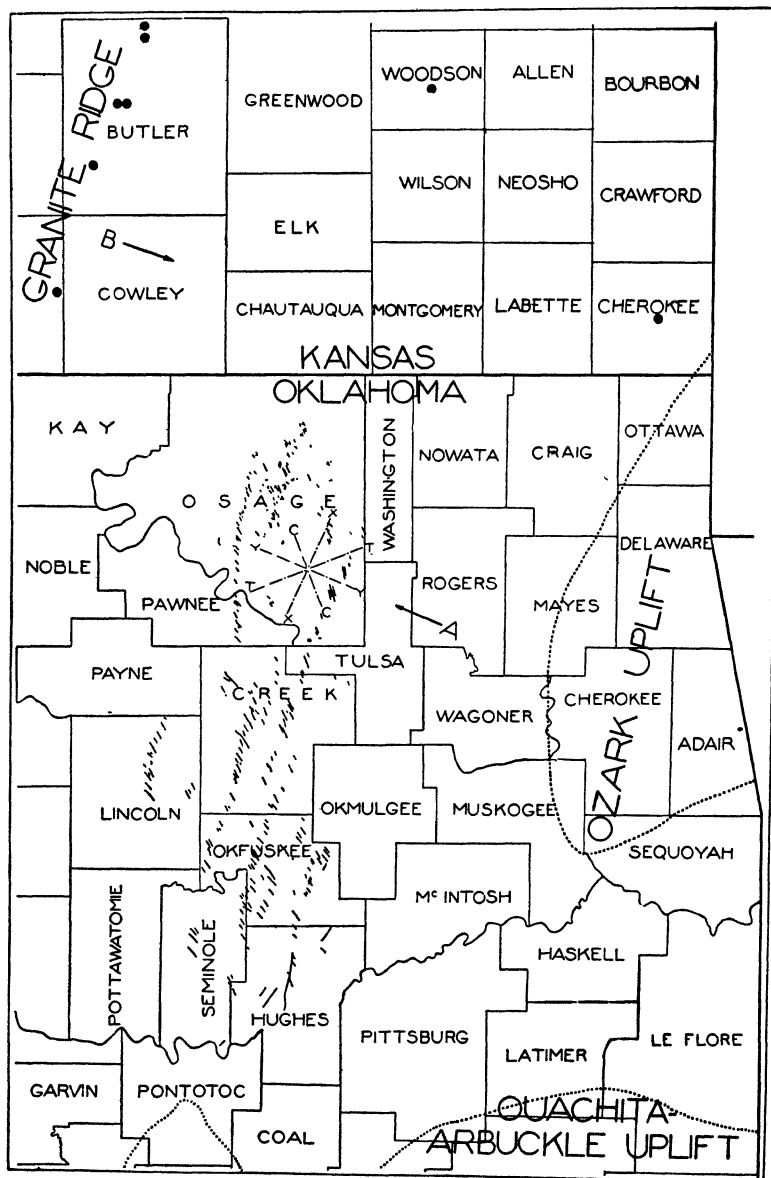 GRANITE RIDGE
WOODSON
ALLEN
BOURBON
GREENWOOD
BUTLER
WILSON
NEOSHO
CRAWFORD
ELK
B
COWLEY
CHAUTAUQUA
MONTGOMERY
LABETTE
CHEROKEE
KANSAS
OKLAHOMA
KAY
WASHINGTON
NOWATA
CRAIG
OTTAWA
OSAGE
X
C
Y
T
NOBLE
ROGERS
DELAWARE
T
Y
PAWNEE
X
C
A
MAYES
OZARK UPLIFT
PAYNE
TULSA
CREEK
WAGONER
CHEROKEE
ADAIR
LINCOLN
OKMULGEE
MUSKOGEE
OKFUSKEE
SEQUOYAH
Mc INTOSH
POTTAWATOMIE
SEMINOLE
HASKELL
HUGHES
PITTSBURG
LATIMER
LE FLORE
GARVIN
PONTOTOC
COAL
OUACHITA-
ARBUCKLE UPLIFT